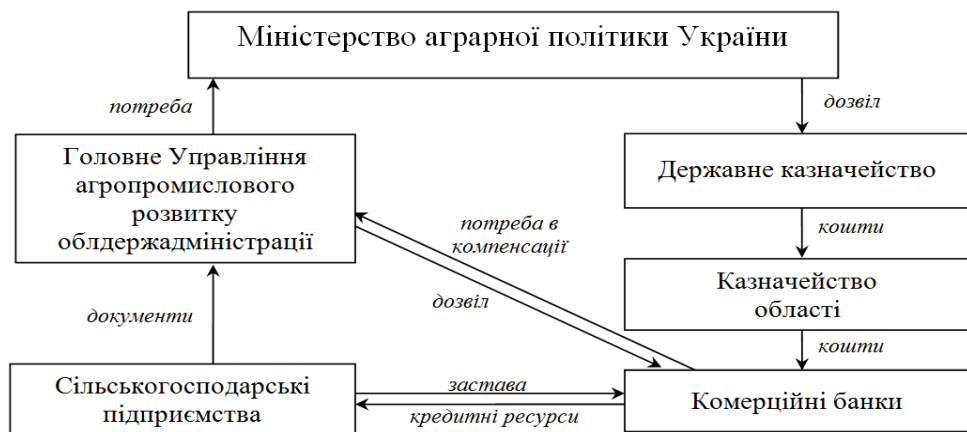 Міністерство аграрної політики України
потреба
дозвіл
Головне Управління
агропромислового
розвитку
облдержадміністрації
Державне казначейство
потреба в
компенсації
кошти
дозвіл
Казначейство
області
документи
кошти
Сільськогосподарські
підприємства
застава
кредитні ресурси
Комерційні банки